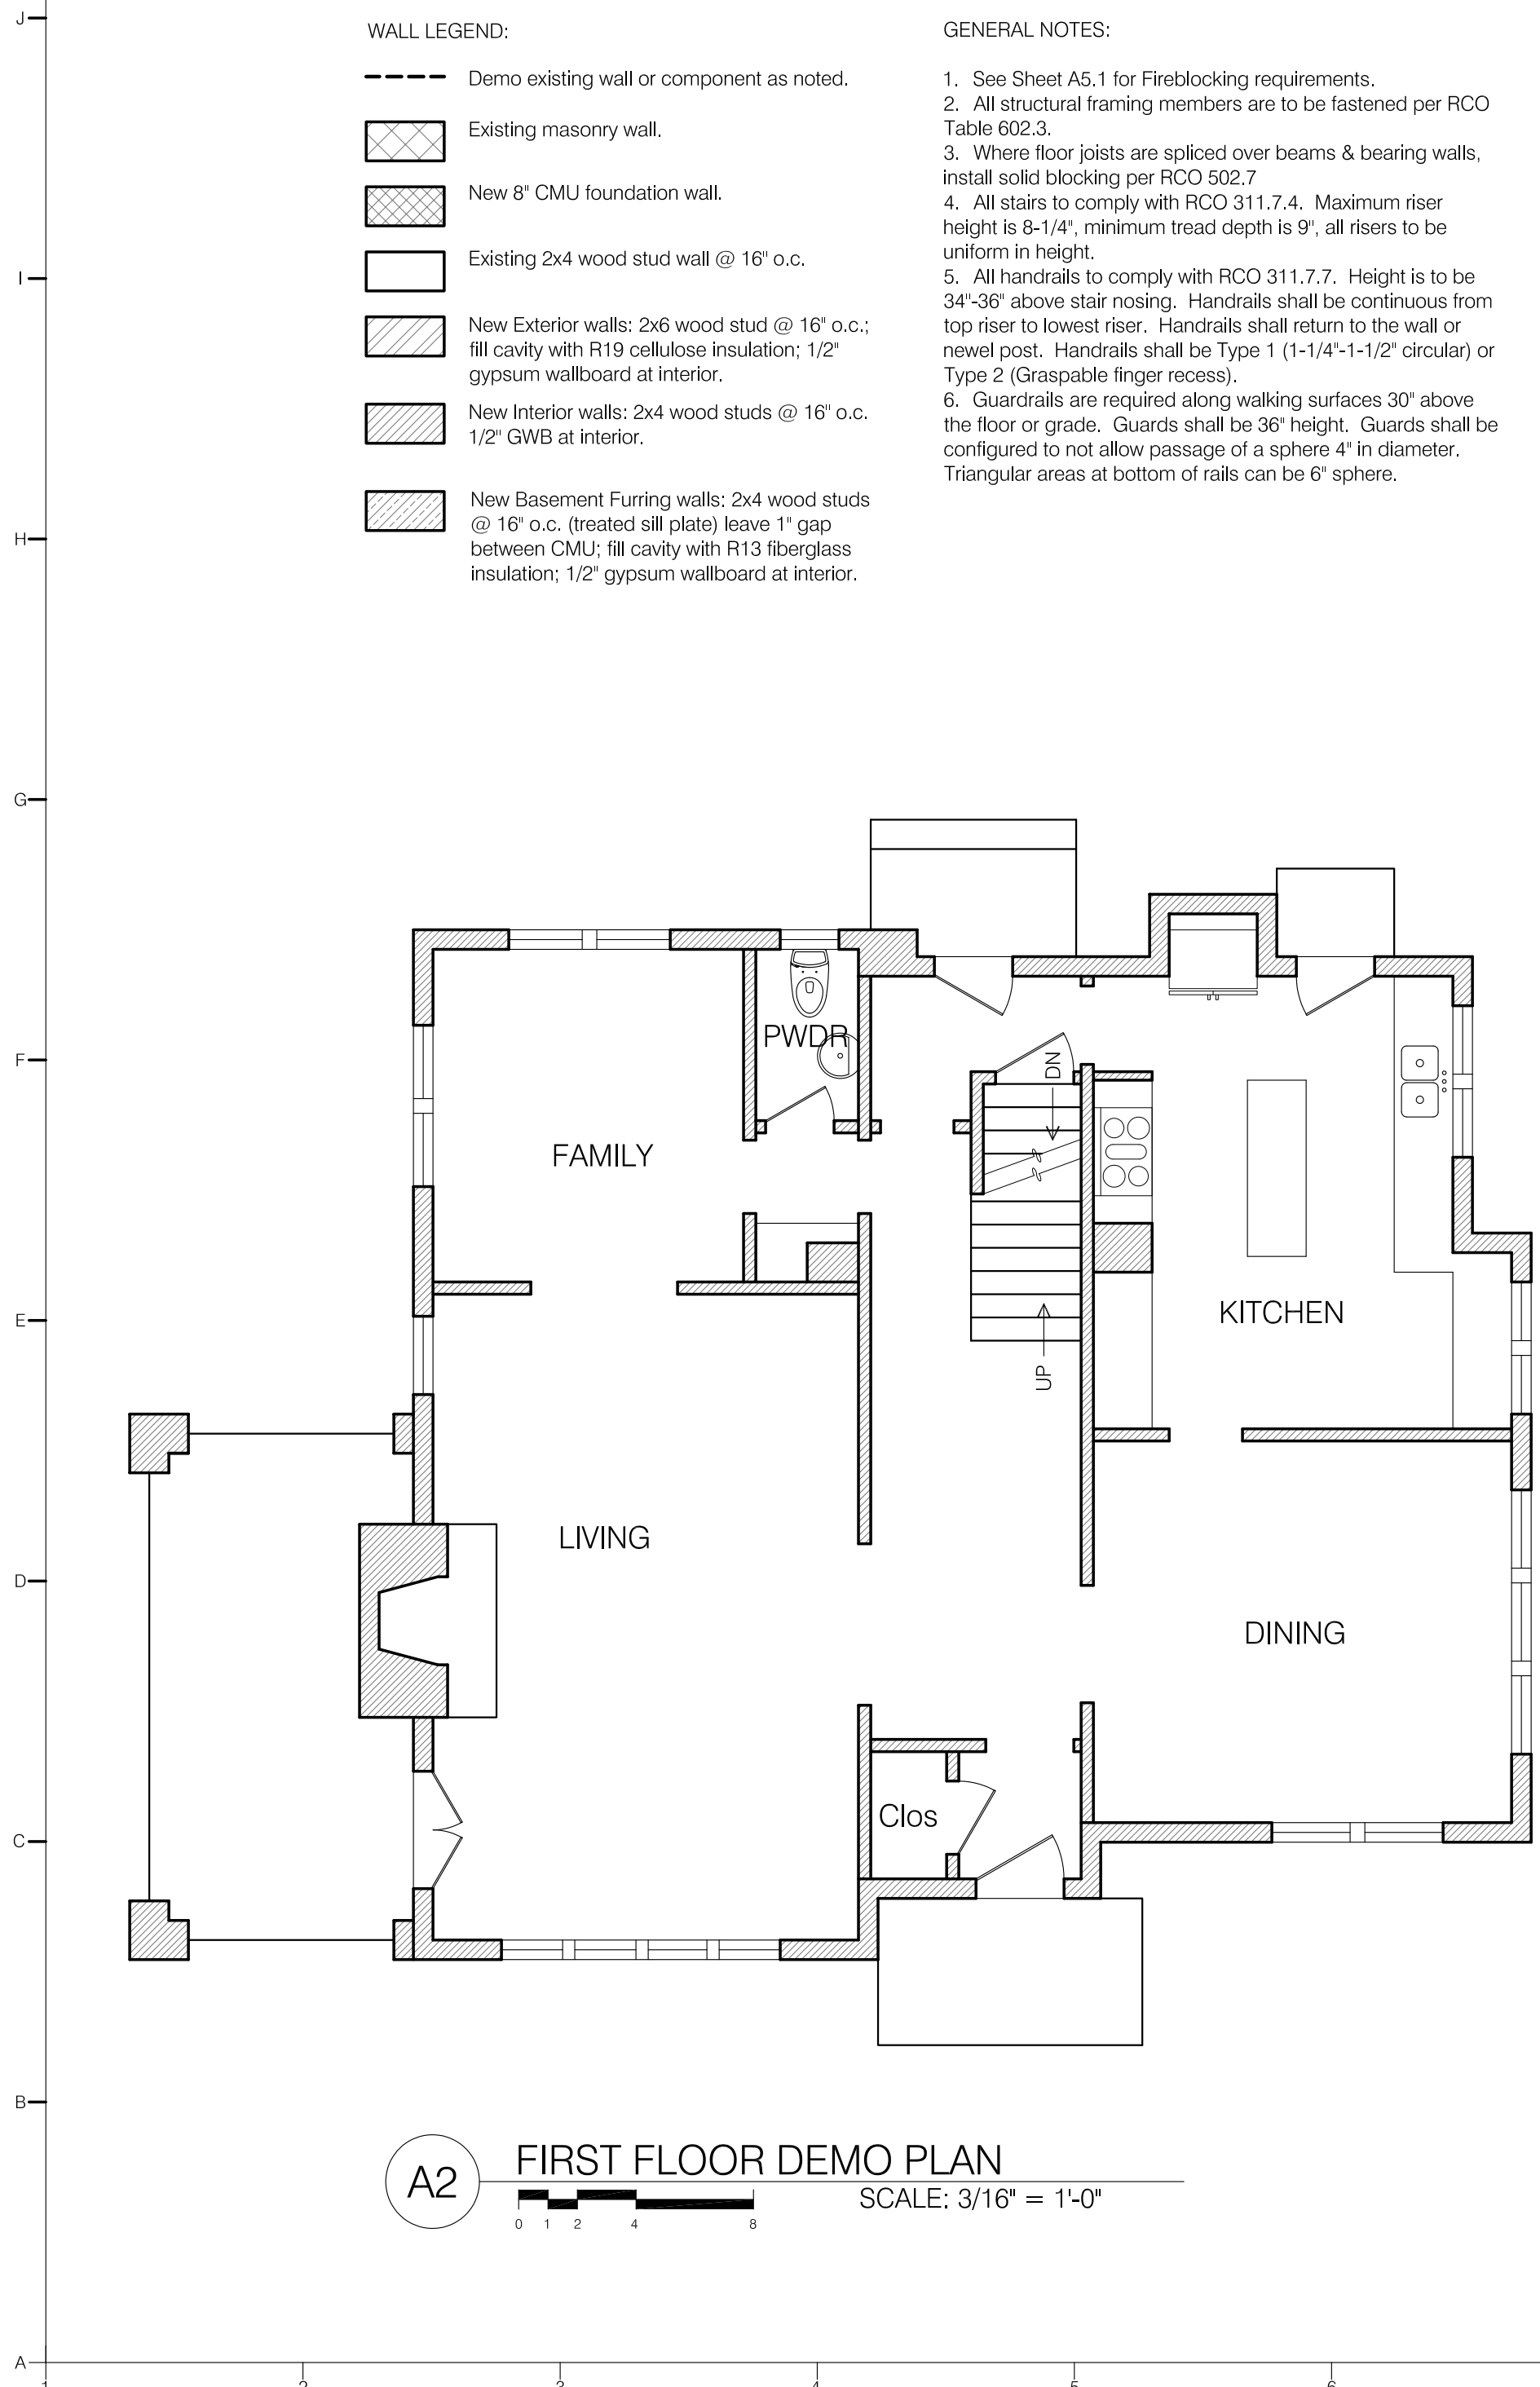 J
WALL LEGEND:
Demo existing wall or component as noted.
Existing masonry wall.
New 8" CMU foundation wall.
Existing 2x4 wood stud wall @ 16" o.c.
New Exterior walls: 2x6 wood stud @ 16" o.c.;
fill cavity with R19 cellulose insulation; 1/2"
gypsum wallboard at interior.
New Interior walls: 2x4 wood studs @ 16" o.c.
1/2" GWB at interior.
New Basement Furring walls: 2x4 wood studs
@ 16" o.c. (treated sill plate) leave 1" gap
between CMU; fill cavity with R13 fiberglass
insulation; 1/2" gypsum wallboard at interior.
GENERAL NOTES:
1. See Sheet A5.1 for Fireblocking requirements.
2. All structural framing members are to be fastened per RCO
Table 602.3.
3. Where floor joists are spliced over beams & bearing walls,
install solid blocking per RCO 502.7
4. All stairs to comply with RCO 311.7.4. Maximum riser
height is 8-1/4", minimum tread depth is 9", all risers to be
uniform in height.
5. All handrails to comply with RCO 311.7.7. Height is to be
34"-36" above stair nosing. Handrails shall be continuous from
top riser to lowest riser. Handrails shall return to the wall or
newel post. Handrails shall be Type 1 (1-1/4"-1-1/2" circular) or
Type 2 (Graspable finger recess).
6. Guardrails are required along walking surfaces 30" above
the floor or grade. Guards shall be 36" height. Guards shall be
configured to not allow passage of a sphere 4" in diameter.
Triangular areas at bottom of rails can be 6" sphere.
I
H
G
F
PWDR
DN
FAMILY
KITCHEN
E
UP
LIVING
D
DINING
Clos
C
B
A2
FIRST FLOOR DEMO PLAN
SCALE: 3/16" = 1'-0"
0 1 2 4 8
A
1 2 3 4 5 6